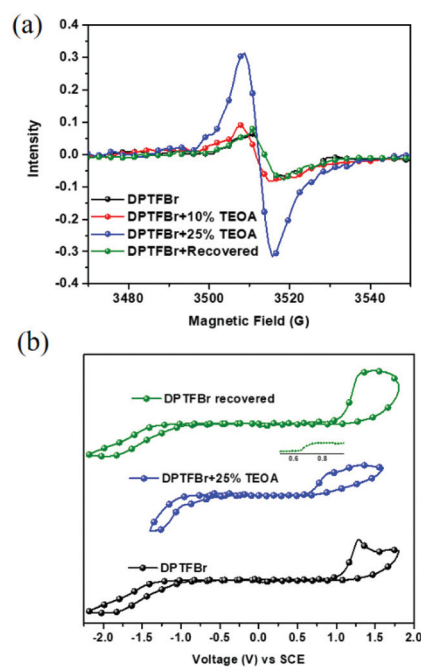 (a)
0.4
0.3
0.2
0.1
0.0
-0.1
-0.2
-0.3
-0.4
Intensity
DPTFBr
DPTFBr+10% TEOA
DPTFBr+25% TEOA
DPTFBr+Recovered
3480 3500 3520 3540
Magnetic Field (G)
(b)
DPTFBr recovered
0.6 0.8
DPTFBr+25% TEOA
DPTFBr
-2.0 -1.5 -1.0 -0.5 0.0 0.5 1.0 1.5 2.0
Voltage (V) vs SCE